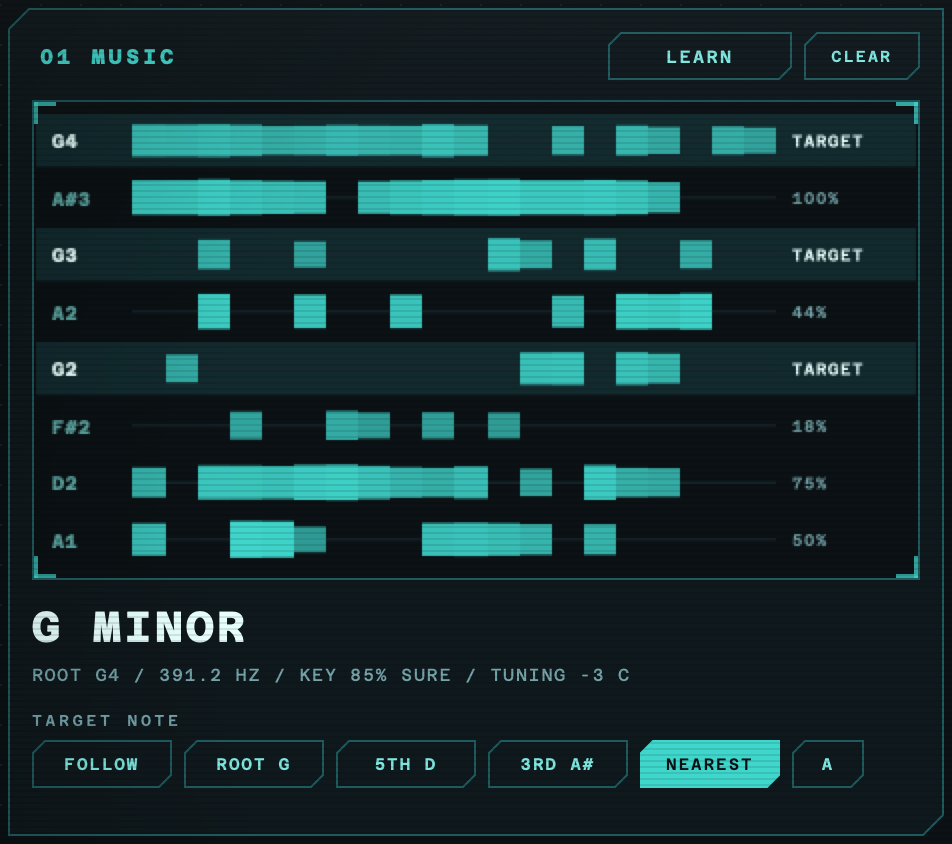 01 MUSIC LEARN CLEAR
G4 TARGET
A#3 100%
G3 TARGET
A2 44%
G2 TARGET
F#2 18%
D2 75%
A1 50%
G MINOR
ROOT G4 / 391.2 HZ / KEY 85% SURE / TUNING -3 C
TARGET NOTE
FOLLOW ROOT G 5TH D 3RD A# NEAREST A